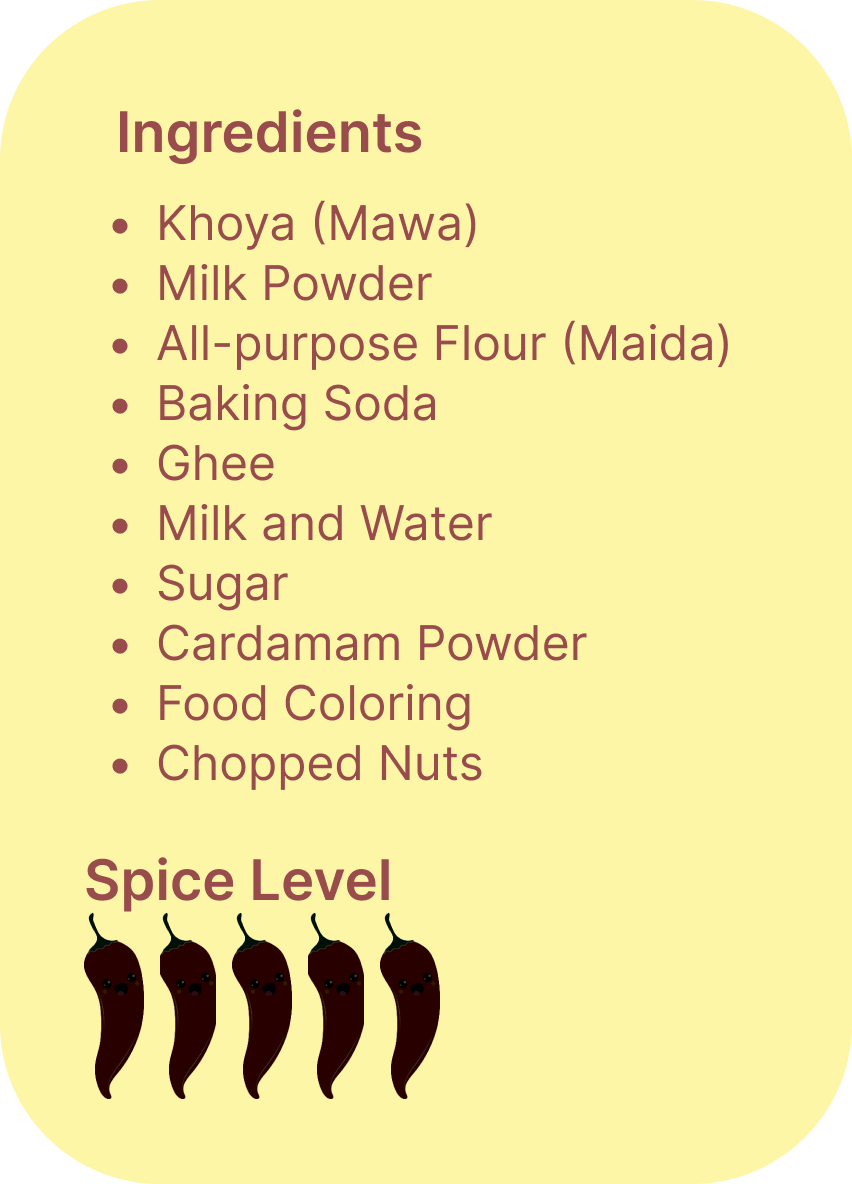 Ingredients
• Khoya (Mawa)
• Milk Powder
• All-purpose Flour (Maida)
• Baking Soda
• Ghee
• Milk and Water
• Sugar
• Cardamam Powder
• Food Coloring
• Chopped Nuts
Spice Level